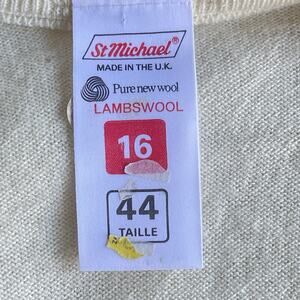 St Michael®
MADE IN THE U.K.
Pure new wool
LAMBSWOOL
16
44
TAILLE